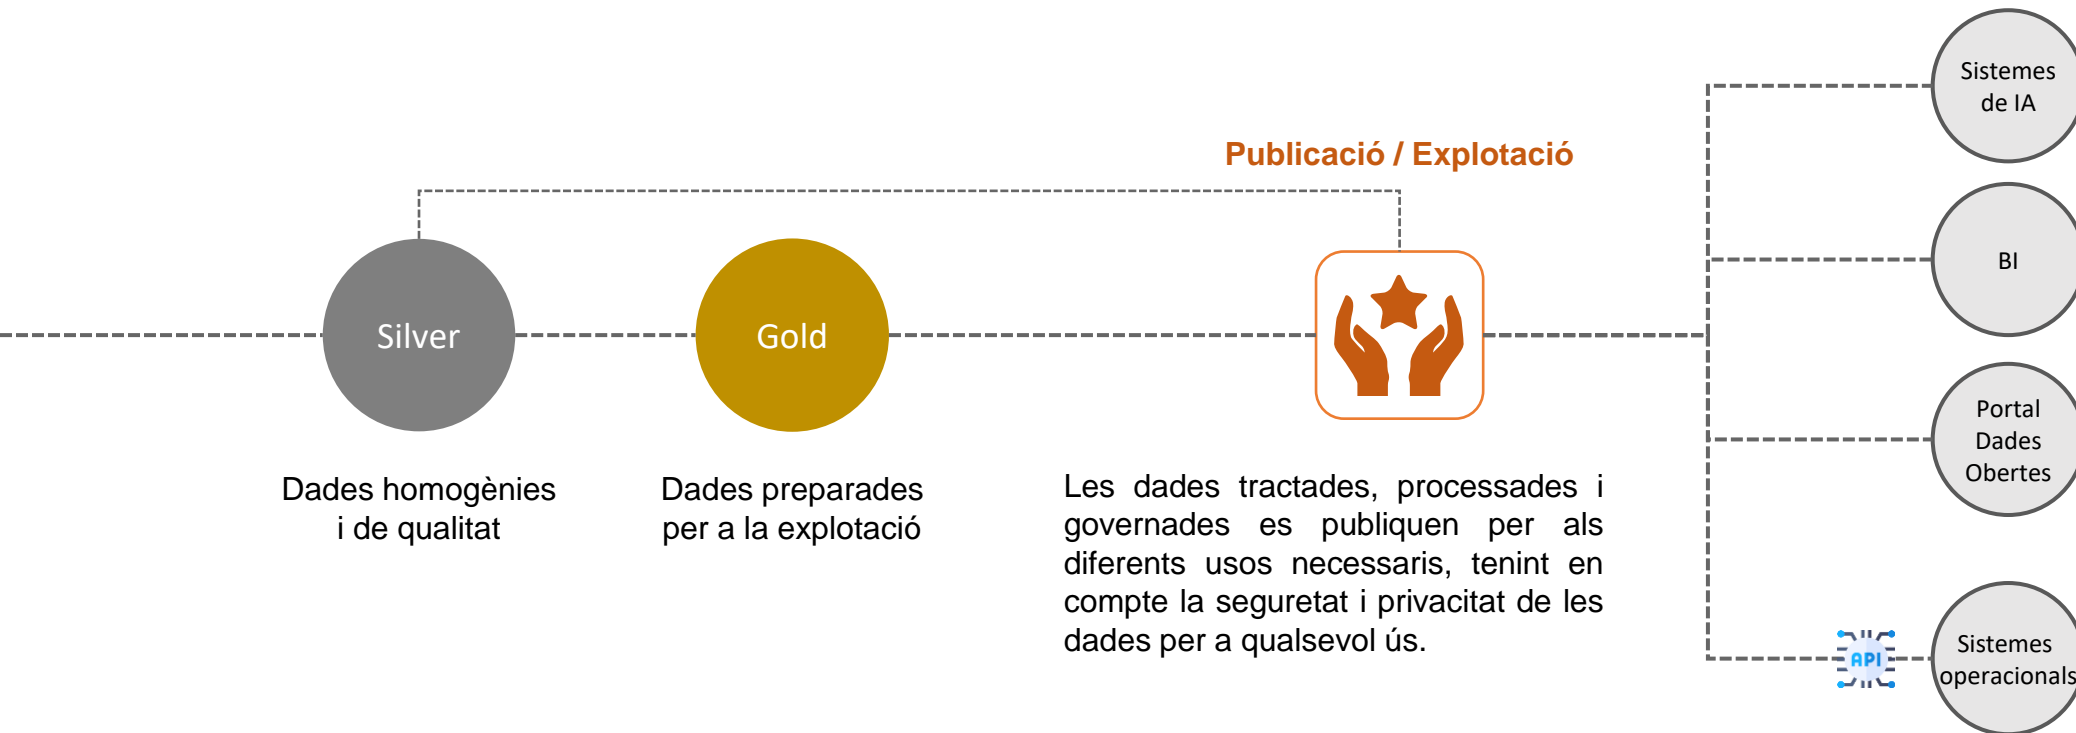 Sistemes
de IA
Publicació / Explotació
BI
Silver
Gold
Portal
Dades
Obertes
Dades homogènies
i de qualitat
Dades preparades
per a la explotació
Les dades tractades, processades i
governades es publiquen per als
diferents usos necessaris, tenint en
compte la seguretat i privacitat de les
dades per a qualsevol ús.
API
Sistemes
operacionals